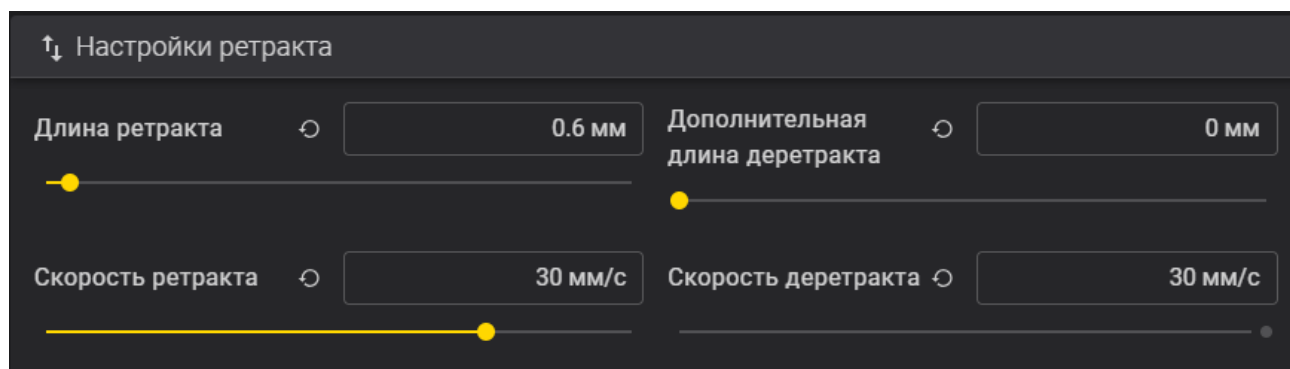 Настройки ретракта
Длина ретракта
0.6 мм
Дополнительная
длина деретракта
0 мм
Скорость ретракта
30 мм/с
Скорость деретракта
30 мм/с